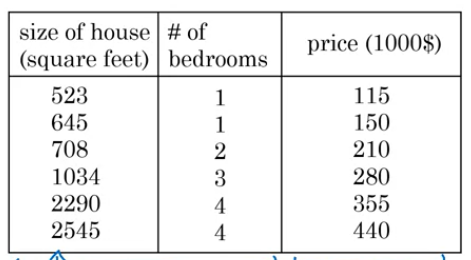 size of house # of price (1000$)
(square feet) bedrooms
523 1 115
645 1 150
708 2 210
1034 3 280
2290 4 355
2545 4 440